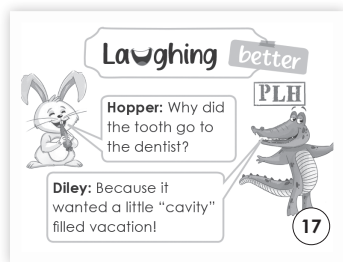 Laughing better
PLH
Hopper: Why did
the tooth go to
the dentist?
Diley: Because it
wanted a little “cavity”
filled vacation!
17